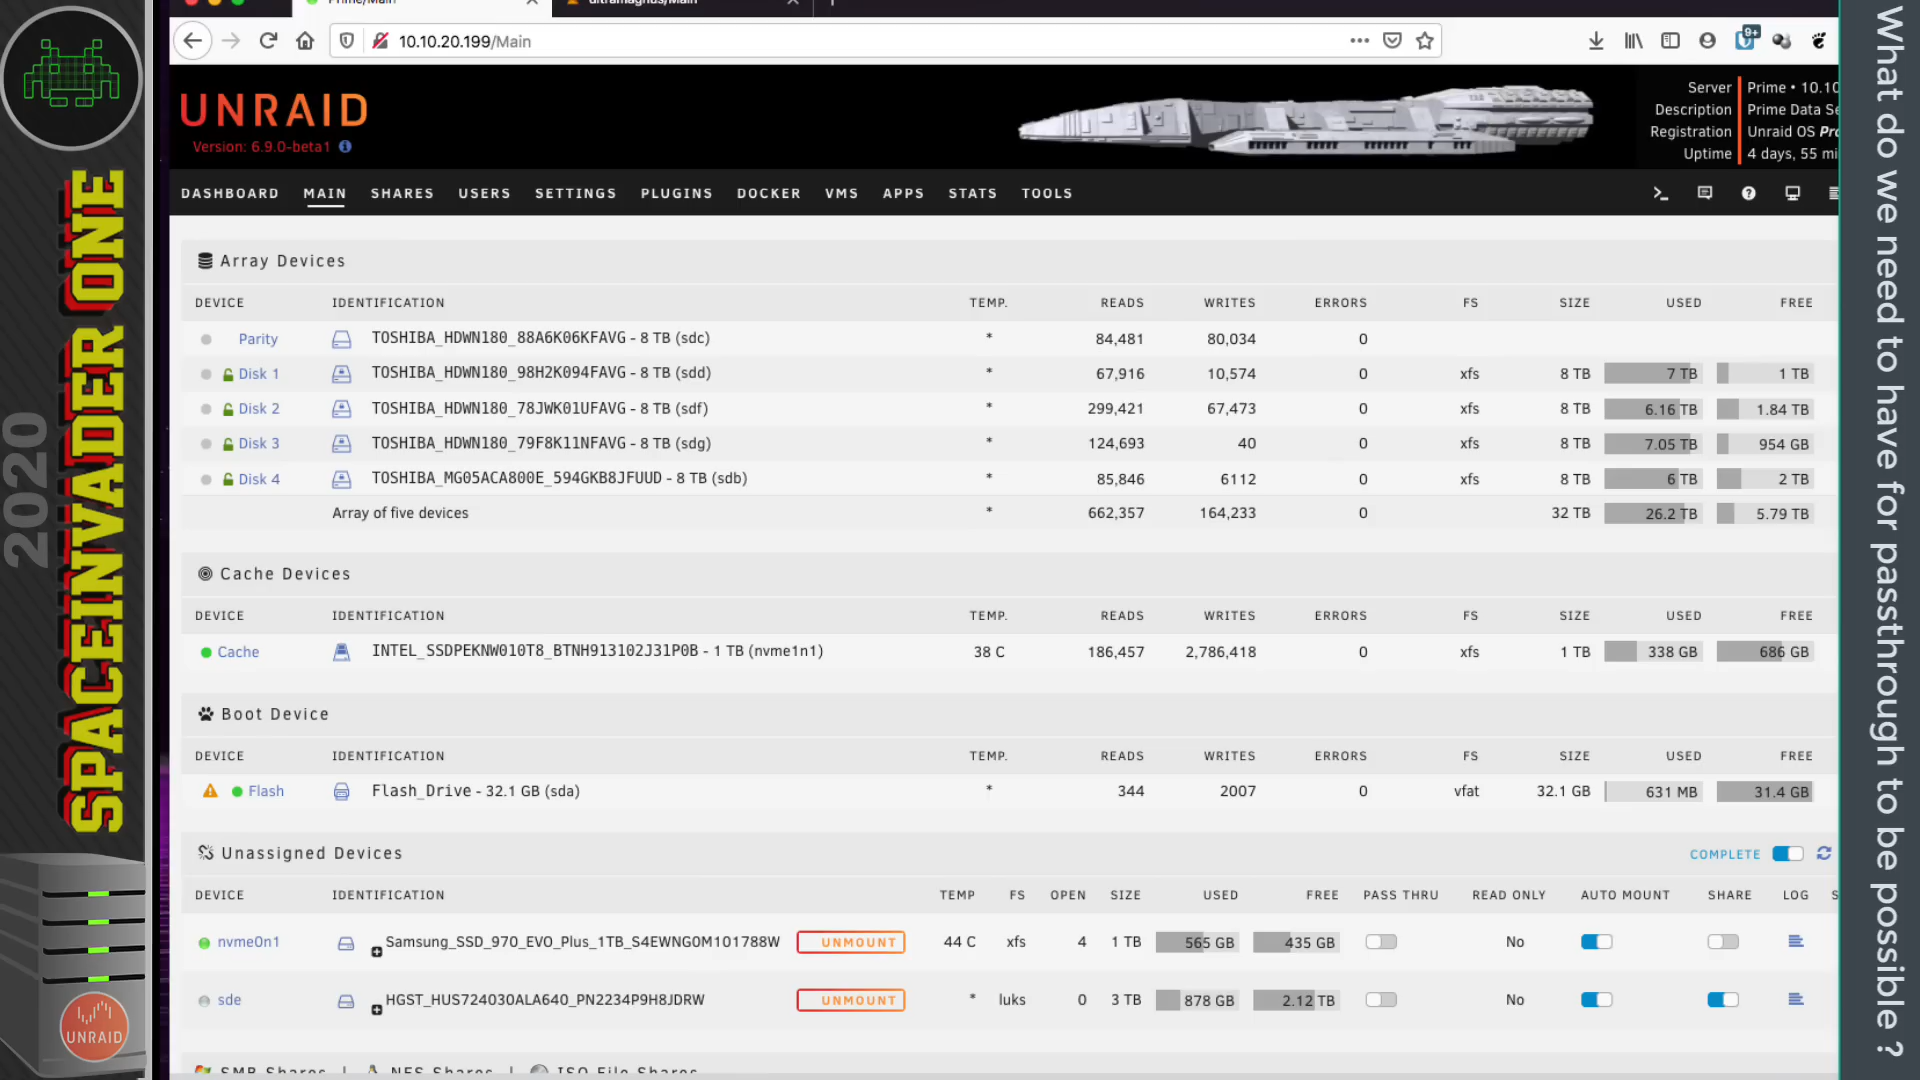 2020
SPACEINVADER ONE
UNRAID
Prime/Main
ultramagnus/Main
10.10.20.199/Main
9+
UNRAID
Version: 6.9.0-beta1
Server Prime • 10.10
Description Prime Data Se
Registration Unraid OS Pro
Uptime 4 days, 55 mi
DASHBOARD MAIN SHARES USERS SETTINGS PLUGINS DOCKER VMS APPS STATS TOOLS
Array Devices
DEVICE IDENTIFICATION TEMP. READS WRITES ERRORS FS SIZE USED FREE
Parity TOSHIBA_HDWN180_88A6K06KFAVG - 8 TB (sdc) * 84,481 80,034 0
Disk 1 TOSHIBA_HDWN180_98H2K094FAVG - 8 TB (sdd) * 67,916 10,574 0 xfs 8 TB 7 TB 1 TB
Disk 2 TOSHIBA_HDWN180_78JWK01UFAVG - 8 TB (sdf) * 299,421 67,473 0 xfs 8 TB 6.16 TB 1.84 TB
Disk 3 TOSHIBA_HDWN180_79F8K11NFAVG - 8 TB (sdg) * 124,693 40 0 xfs 8 TB 7.05 TB 954 GB
Disk 4 TOSHIBA_MG05ACA800E_594GKB8JFUUD - 8 TB (sdb) * 85,846 6112 0 xfs 8 TB 6 TB 2 TB
Array of five devices * 662,357 164,233 0 32 TB 26.2 TB 5.79 TB
Cache Devices
DEVICE IDENTIFICATION TEMP. READS WRITES ERRORS FS SIZE USED FREE
Cache INTEL_SSDPEKNW010T8_BTNH913102J31P0B - 1 TB (nvme1n1) 38 C 186,457 2,786,418 0 xfs 1 TB 338 GB 686 GB
Boot Device
DEVICE IDENTIFICATION TEMP. READS WRITES ERRORS FS SIZE USED FREE
Flash Flash_Drive - 32.1 GB (sda) * 344 2007 0 vfat 32.1 GB 631 MB 31.4 GB
Unassigned Devices
COMPLETE
DEVICE IDENTIFICATION TEMP FS OPEN SIZE USED FREE PASS THRU READ ONLY AUTO MOUNT SHARE LOG S
nvme0n1 Samsung_SSD_970_EVO_Plus_1TB_S4EWNG0M101788W UNMOUNT 44 C xfs 4 1 TB 565 GB 435 GB No
sde HGST_HUS724030ALA640_PN2234P9H8JDRW UNMOUNT * luks 0 3 TB 878 GB 2.12 TB No
SMB Shares | NFS Shares | ISO File Shares
What do we need to have for passthrough to be possible ?